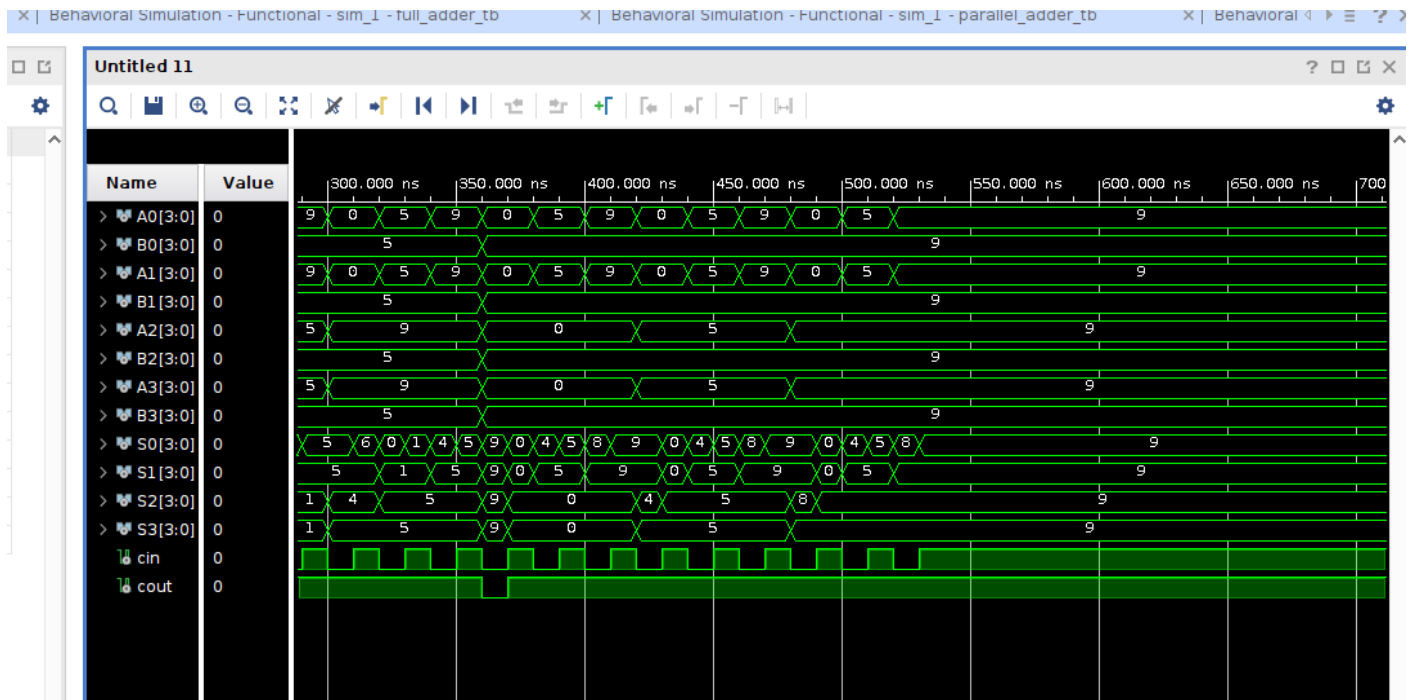 × | Behavioral Simulation - Functional - sim_1 - full_adder_tb × | Behavioral Simulation - Functional - sim_1 - parallel_adder_tb × | Behavioral
Untitled 11
Name Value 300.000 ns 350.000 ns 400.000 ns 450.000 ns 500.000 ns 550.000 ns 600.000 ns 650.000 ns 700
A0[3:0] 0 9 0 5 9 0 5 9 0 5 9 0 5 9
B0[3:0] 0 5 9
A1[3:0] 0 9 0 5 9 0 5 9 0 5 9 0 5 9
B1[3:0] 0 5 9
A2[3:0] 0 5 9 0 5 9
B2[3:0] 0 5 9
A3[3:0] 0 5 9 0 5 9
B3[3:0] 0 5 9
S0[3:0] 0 5 6 0 1 4 5 9 0 4 5 8 9 0 4 5 8 9 0 4 5 8 9
S1[3:0] 0 5 1 5 9 0 5 9 0 5 9 0 5 9
S2[3:0] 0 1 4 5 9 0 4 5 8 9
S3[3:0] 0 1 5 9 0 5 9
cin 0
cout 0